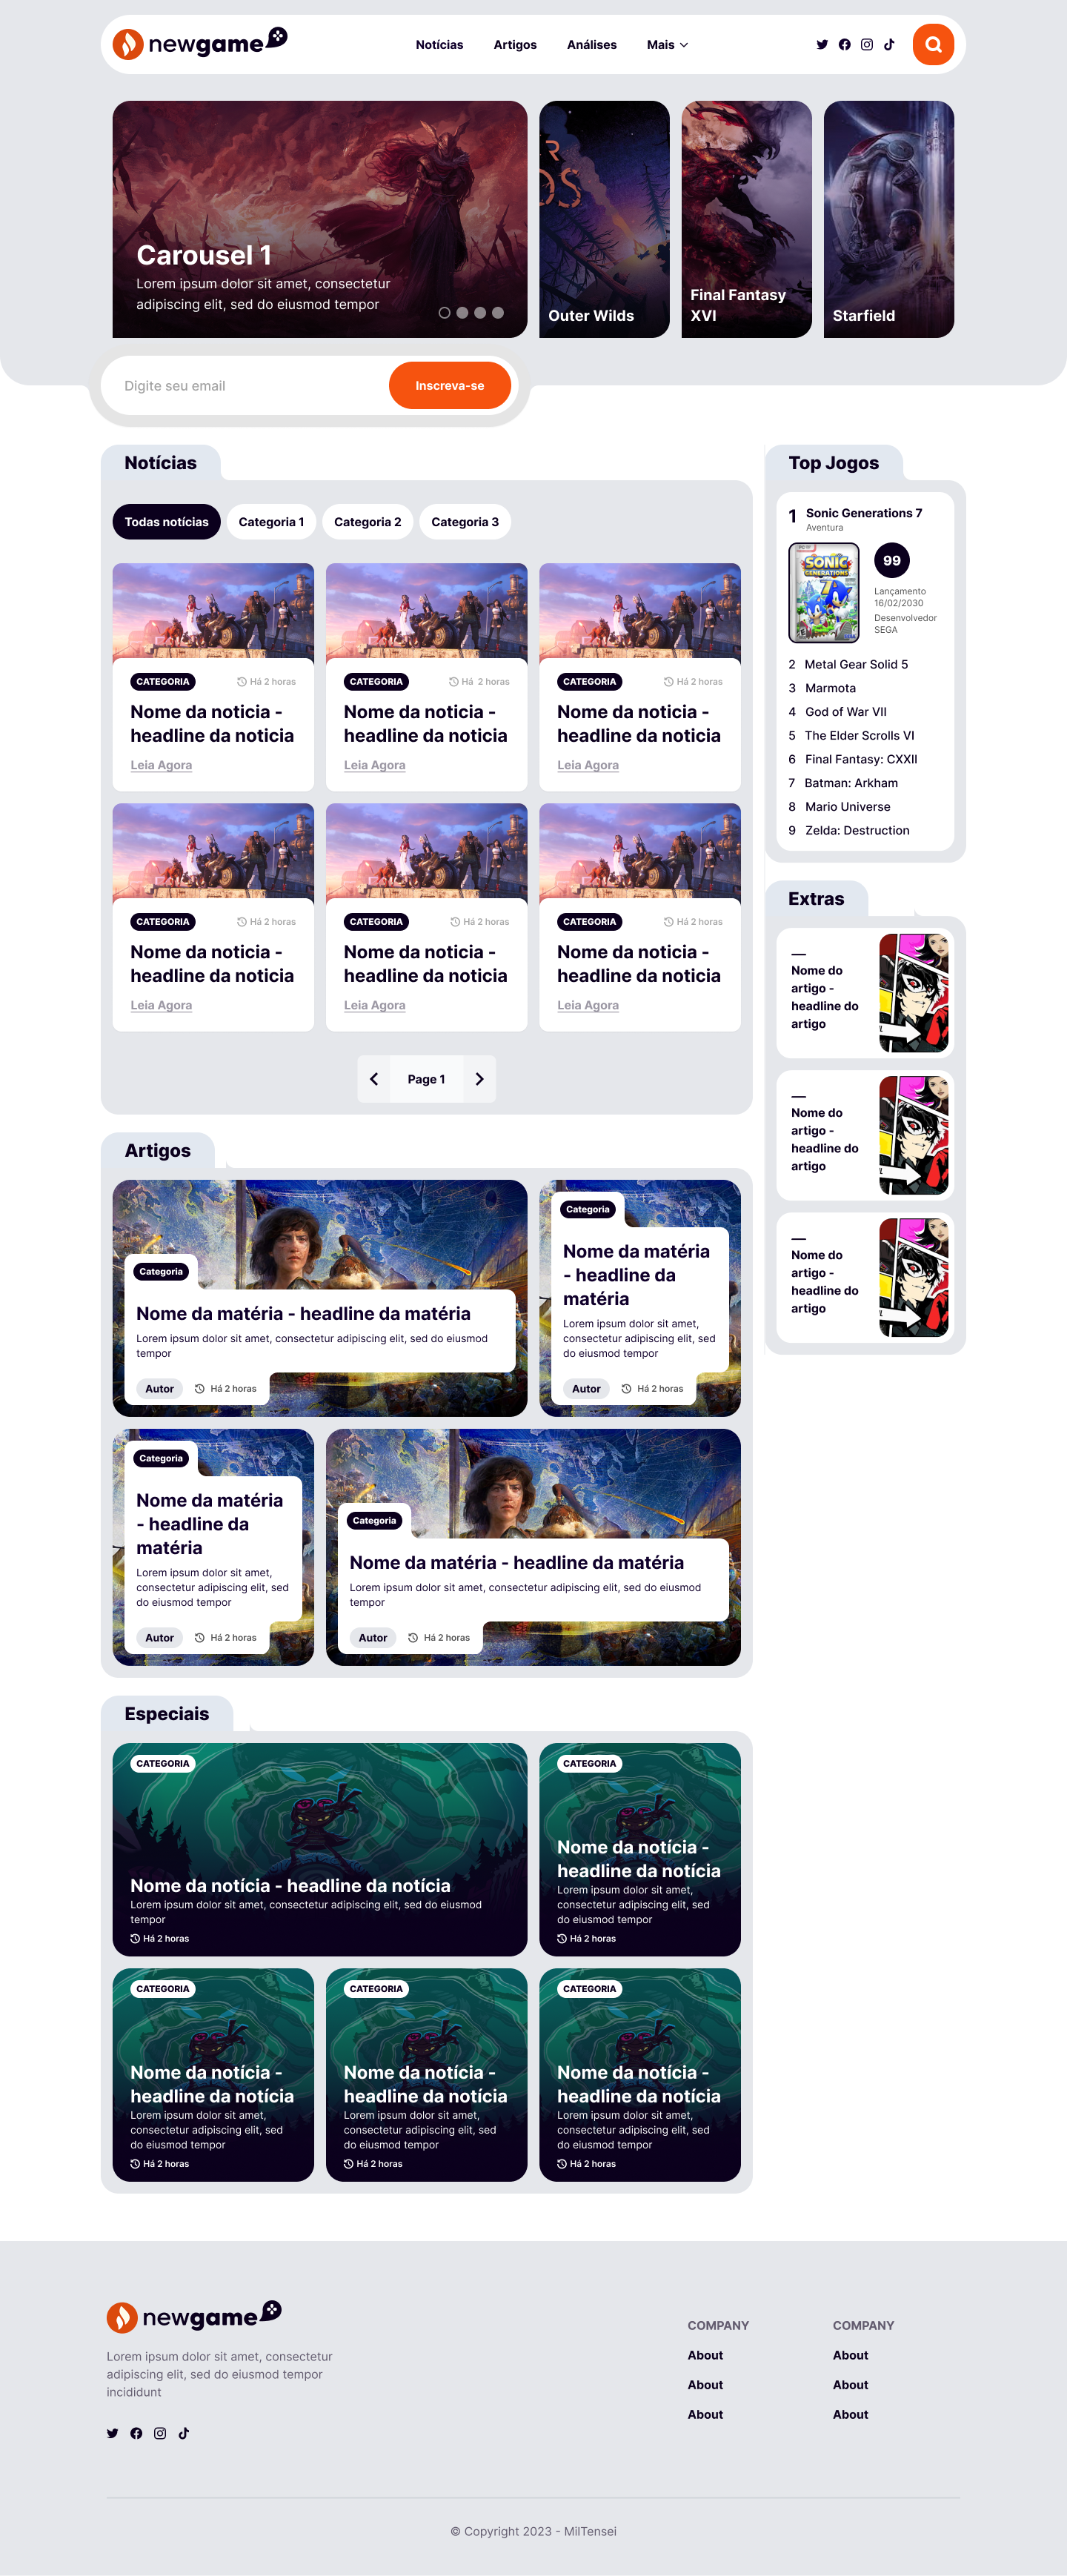 newgame
Notícias
Artigos
Análises
Mais
Carousel 1
Lorem ipsum dolor sit amet, consectetur
adipiscing elit, sed do eiusmod tempor
Outer Wilds
Final Fantasy
XVI
Starfield
Digite seu email
Inscreva-se
Notícias
Todas notícias
Categoria 1
Categoria 2
Categoria 3
CATEGORIA
Há 2 horas
Nome da noticia -
headline da noticia
Leia Agora
CATEGORIA
Há 2 horas
Nome da noticia -
headline da noticia
Leia Agora
CATEGORIA
Há 2 horas
Nome da noticia -
headline da noticia
Leia Agora
CATEGORIA
Há 2 horas
Nome da noticia -
headline da noticia
Leia Agora
CATEGORIA
Há 2 horas
Nome da noticia -
headline da noticia
Leia Agora
CATEGORIA
Há 2 horas
Nome da noticia -
headline da noticia
Leia Agora
Page 1
Top Jogos
1 Sonic Generations 7
Aventura
SONIC
GENERATIONS
7
99
Lançamento
16/02/2030
Desenvolvedor
SEGA
2 Metal Gear Solid 5
3 Marmota
4 God of War VII
5 The Elder Scrolls VI
6 Final Fantasy: CXXII
7 Batman: Arkham
8 Mario Universe
9 Zelda: Destruction
Extras
Nome do
artigo -
headline do
artigo
Nome do
artigo -
headline do
artigo
Nome do
artigo -
headline do
artigo
Artigos
Categoria
Nome da matéria - headline da matéria
Lorem ipsum dolor sit amet, consectetur adipiscing elit, sed do eiusmod
tempor
Autor
Há 2 horas
Categoria
Nome da matéria
- headline da
matéria
Lorem ipsum dolor sit amet,
consectetur adipiscing elit, sed
do eiusmod tempor
Autor
Há 2 horas
Categoria
Nome da matéria
- headline da
matéria
Lorem ipsum dolor sit amet,
consectetur adipiscing elit, sed
do eiusmod tempor
Autor
Há 2 horas
Categoria
Nome da matéria - headline da matéria
Lorem ipsum dolor sit amet, consectetur adipiscing elit, sed do eiusmod
tempor
Autor
Há 2 horas
Especiais
CATEGORIA
Nome da notícia - headline da notícia
Lorem ipsum dolor sit amet, consectetur adipiscing elit, sed do eiusmod
tempor
Há 2 horas
CATEGORIA
Nome da notícia -
headline da notícia
Lorem ipsum dolor sit amet,
consectetur adipiscing elit, sed
do eiusmod tempor
Há 2 horas
CATEGORIA
Nome da notícia -
headline da notícia
Lorem ipsum dolor sit amet,
consectetur adipiscing elit, sed
do eiusmod tempor
Há 2 horas
CATEGORIA
Nome da notícia -
headline da notícia
Lorem ipsum dolor sit amet,
consectetur adipiscing elit, sed
do eiusmod tempor
Há 2 horas
CATEGORIA
Nome da notícia -
headline da notícia
Lorem ipsum dolor sit amet,
consectetur adipiscing elit, sed
do eiusmod tempor
Há 2 horas
newgame
Lorem ipsum dolor sit amet, consectetur
adipiscing elit, sed do eiusmod tempor
incididunt
COMPANY
About
About
About
COMPANY
About
About
About
© Copyright 2023 - MilTensei